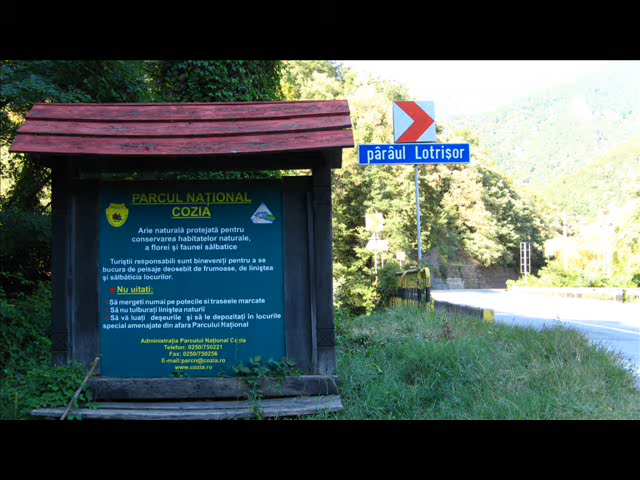 PARCUL NAȚIONAL
COZIA
Arie naturală protejată pentru
conservarea habitatelor naturale,
a florei și faunei sălbatice
Turiștii responsabili sunt bineveniți pentru a se
bucura de peisaje deosebit de frumoase, de liniștea
și sălbăticia locurilor.
Nu uitați:
Să mergeti numai pe potecile si traseele marcate
Să nu tulburați liniștea naturii
Să vă luați deșeurile și să le depozitați în locurile
special amenajate din afara Parcului Național
Administrația Parcului Național Cozia
Telefon: 0250/750221
Fax: 0250/750256
E-mail:parcn@cozia.ro
www.cozia.ro
pârâul Lotrișor